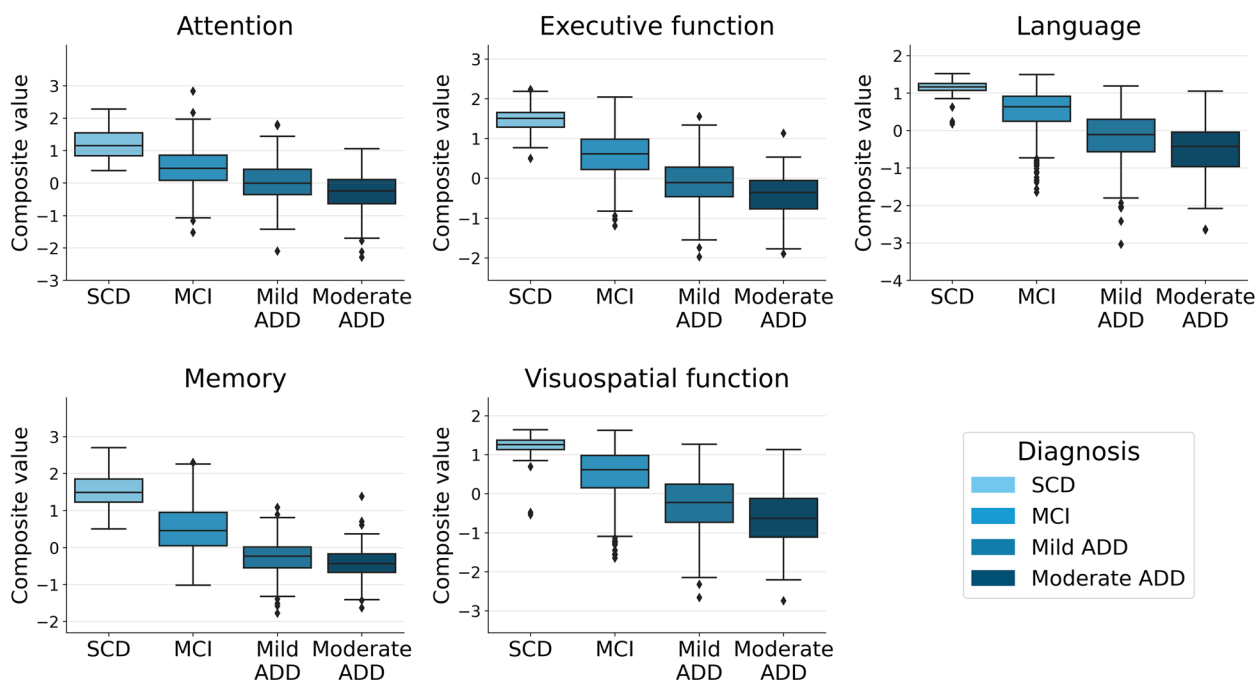 Attention
Composite value
3
2
1
0
−1
−2
−3
SCD
MCI
Mild
ADD
Moderate
ADD
Executive function
Composite value
3
2
1
0
−1
−2
SCD
MCI
Mild
ADD
Moderate
ADD
Language
Composite value
2
1
0
−1
−2
−3
−4
SCD
MCI
Mild
ADD
Moderate
ADD
Memory
Composite value
3
2
1
0
−1
−2
SCD
MCI
Mild
ADD
Moderate
ADD
Visuospatial function
Composite value
2
1
0
−1
−2
−3
SCD
MCI
Mild
ADD
Moderate
ADD
Diagnosis
SCD
MCI
Mild ADD
Moderate ADD